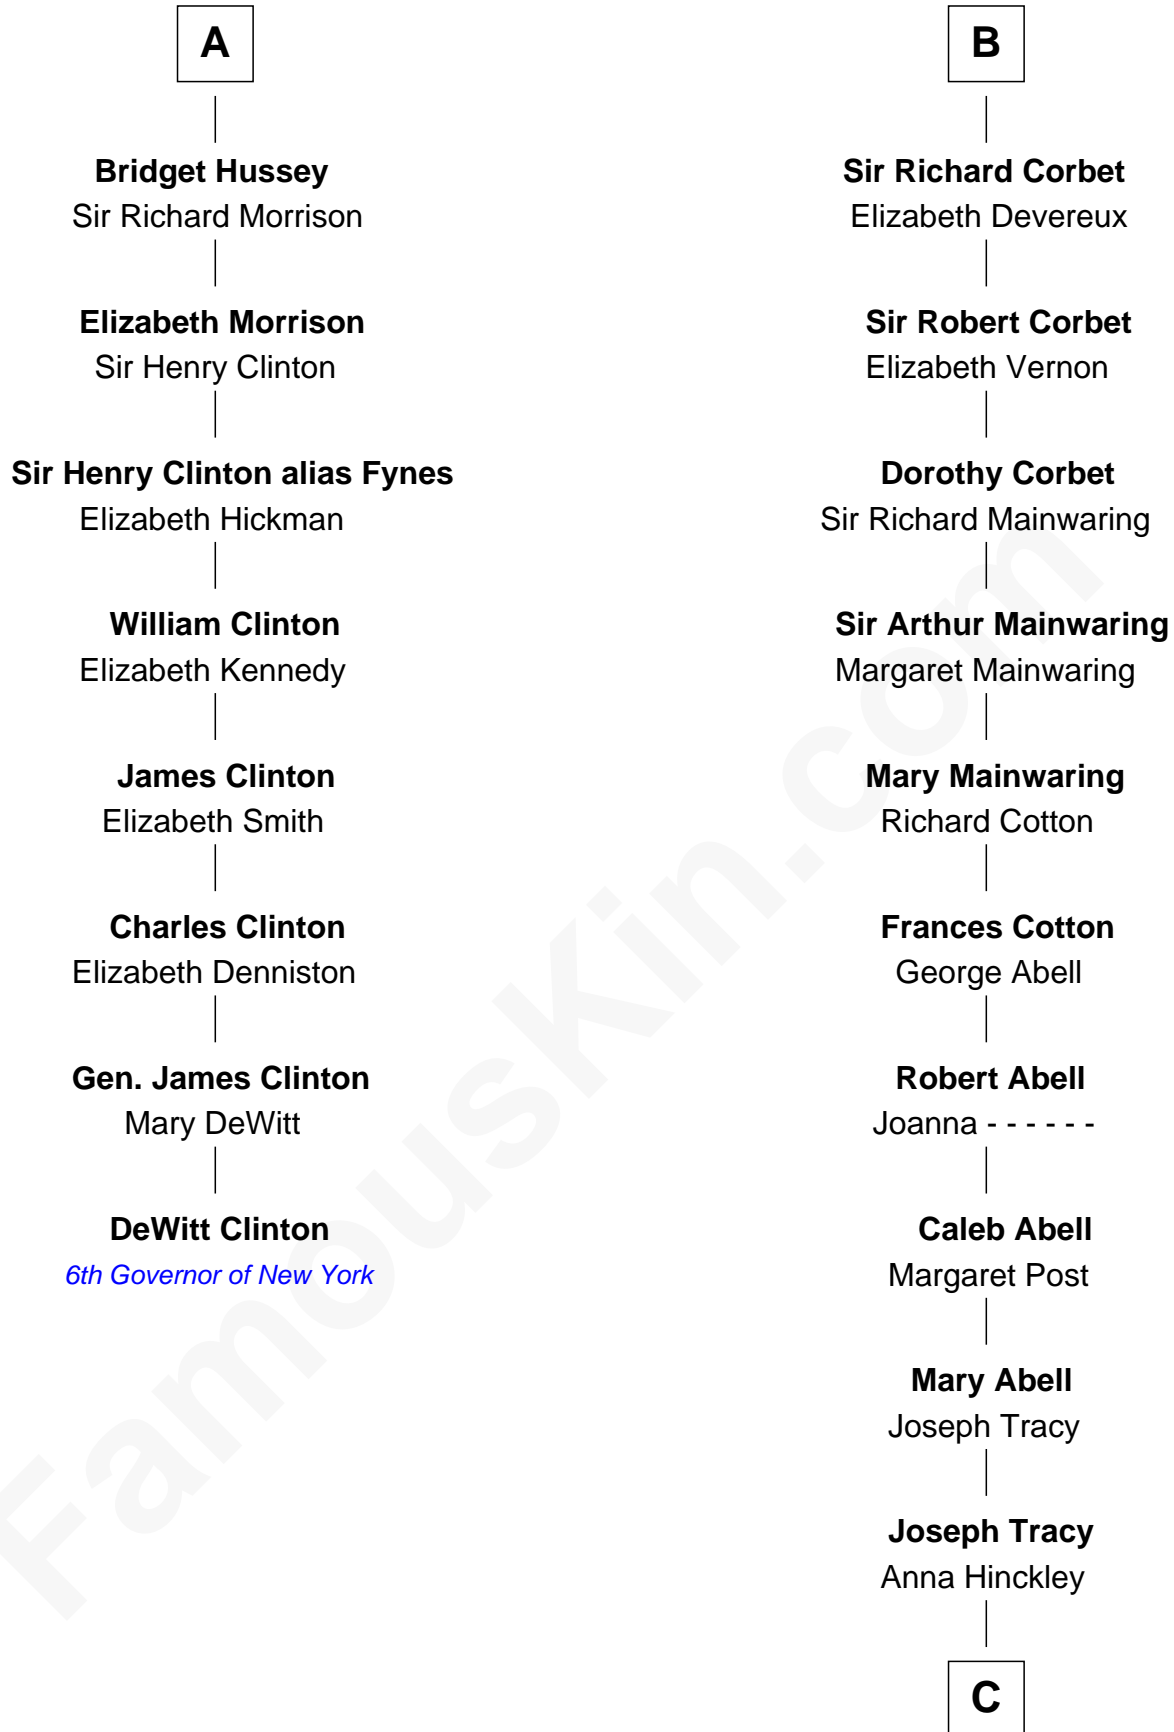 A
Bridget Hussey
Sir Richard Morrison
Elizabeth Morrison
Sir Henry Clinton
Sir Henry Clinton alias Fynes
Elizabeth Hickman
William Clinton
Elizabeth Kennedy
James Clinton
Elizabeth Smith
Charles Clinton
Elizabeth Denniston
Gen. James Clinton
Mary DeWitt
DeWitt Clinton
6th Governor of New York
B
Sir Richard Corbet
Elizabeth Devereux
Sir Robert Corbet
Elizabeth Vernon
Dorothy Corbet
Sir Richard Mainwaring
Sir Arthur Mainwaring
Margaret Mainwaring
Mary Mainwaring
Richard Cotton
Frances Cotton
George Abell
Robert Abell
Joanna - - - - - -
Caleb Abell
Margaret Post
Mary Abell
Joseph Tracy
Joseph Tracy
Anna Hinckley
C
FamousKin.com